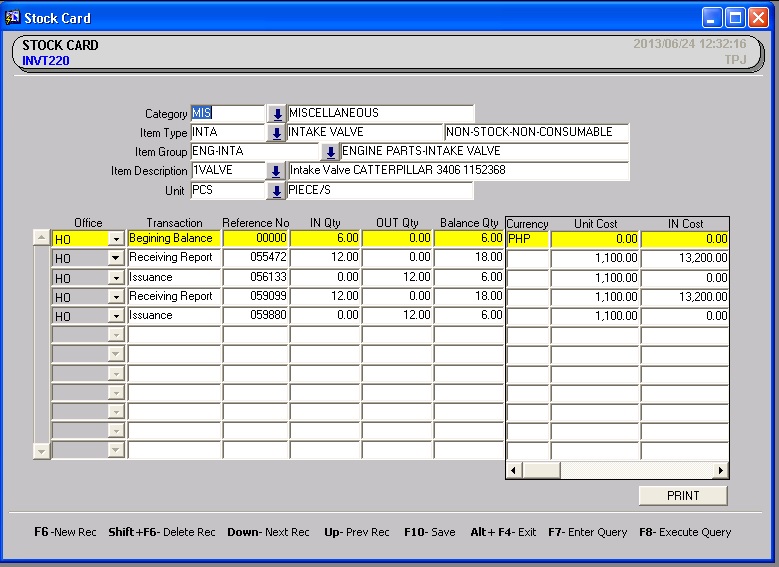 Stock Card
STOCK CARD 2013/06/24 12:32:16
INVT220 TPJ
Category MIS MISCELLANEOUS
Item Type INTA INTAKE VALVE NON-STOCK-NON-CONSUMABLE
Item Group ENG-INTA ENGINE PARTS-INTAKE VALVE
Item Description 1VALVE Intake Valve CATTERPILLAR 3406 1152368
Unit PCS PIECE/S
Office Transaction Reference No IN Qty OUT Qty Balance Qty Currency Unit Cost IN Cost
HO Begining Balance 00000 6.00 0.00 6.00 PHP 0.00 0.00
HO Receiving Report 055472 12.00 0.00 18.00 1,100.00 13,200.00
HO Issuance 056133 0.00 12.00 6.00 1,100.00 0.00
HO Receiving Report 059099 12.00 0.00 18.00 1,100.00 13,200.00
HO Issuance 059880 0.00 12.00 6.00 1,100.00 0.00
PRINT
F6 -New Rec Shift+F6- Delete Rec Down- Next Rec Up- Prev Rec F10- Save Alt+ F4- Exit F7- Enter Query F8- Execute Query